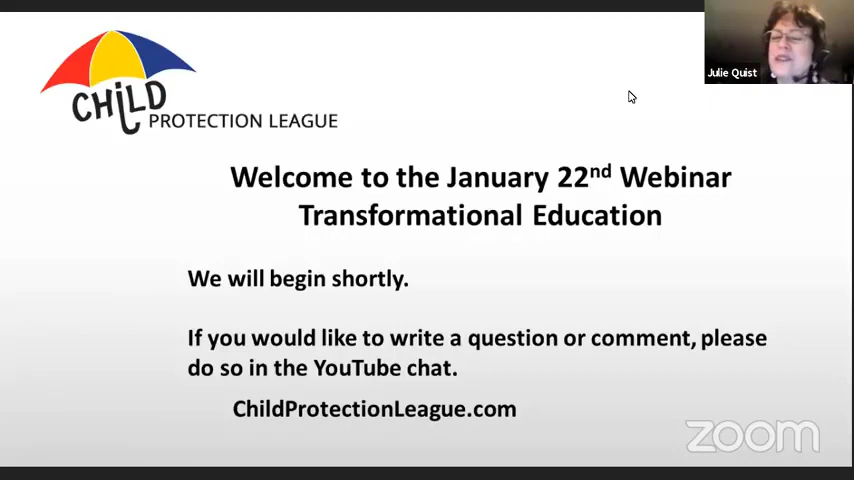 Julie Quist
CHiLD
PROTECTION LEAGUE
Welcome to the January 22nd Webinar
Transformational Education
We will begin shortly.
If you would like to write a question or comment, please
do so in the YouTube chat.
ChildProtectionLeague.com
zoom